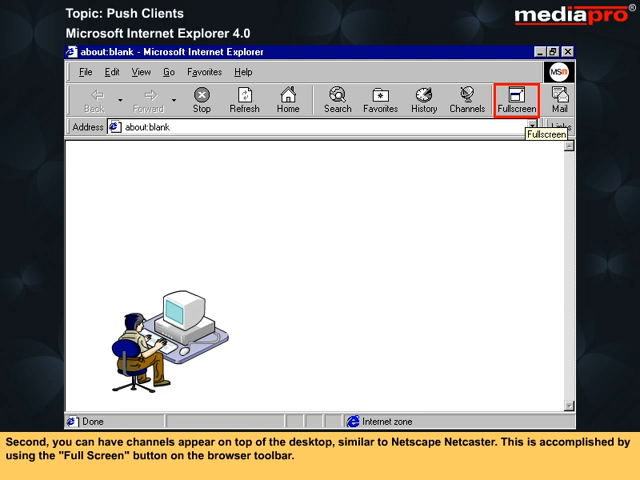 Topic: Push Clients
mediapro®
Microsoft Internet Explorer 4.0
about:blank - Microsoft Internet Explorer
File Edit View Go Favorites Help
MSN
Back Forward Stop Refresh Home Search Favorites History Channels Fullscreen Mail
Address about:blank Links
Fullscreen
Done Internet zone
Second, you can have channels appear on top of the desktop, similar to Netscape Netcaster. This is accomplished by
using the "Full Screen" button on the browser toolbar.